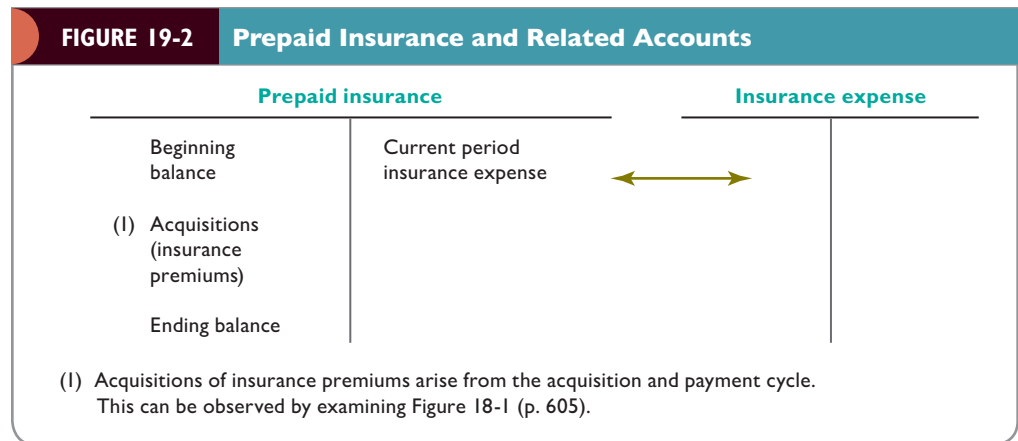 FIGURE 19-2 Prepaid Insurance and Related Accounts
Prepaid insurance Insurance expense
Beginning
balance
Current period
insurance expense
(1) Acquisitions
(insurance
premiums)
Ending balance
(1) Acquisitions of insurance premiums arise from the acquisition and payment cycle.
This can be observed by examining Figure 18-1 (p. 605).